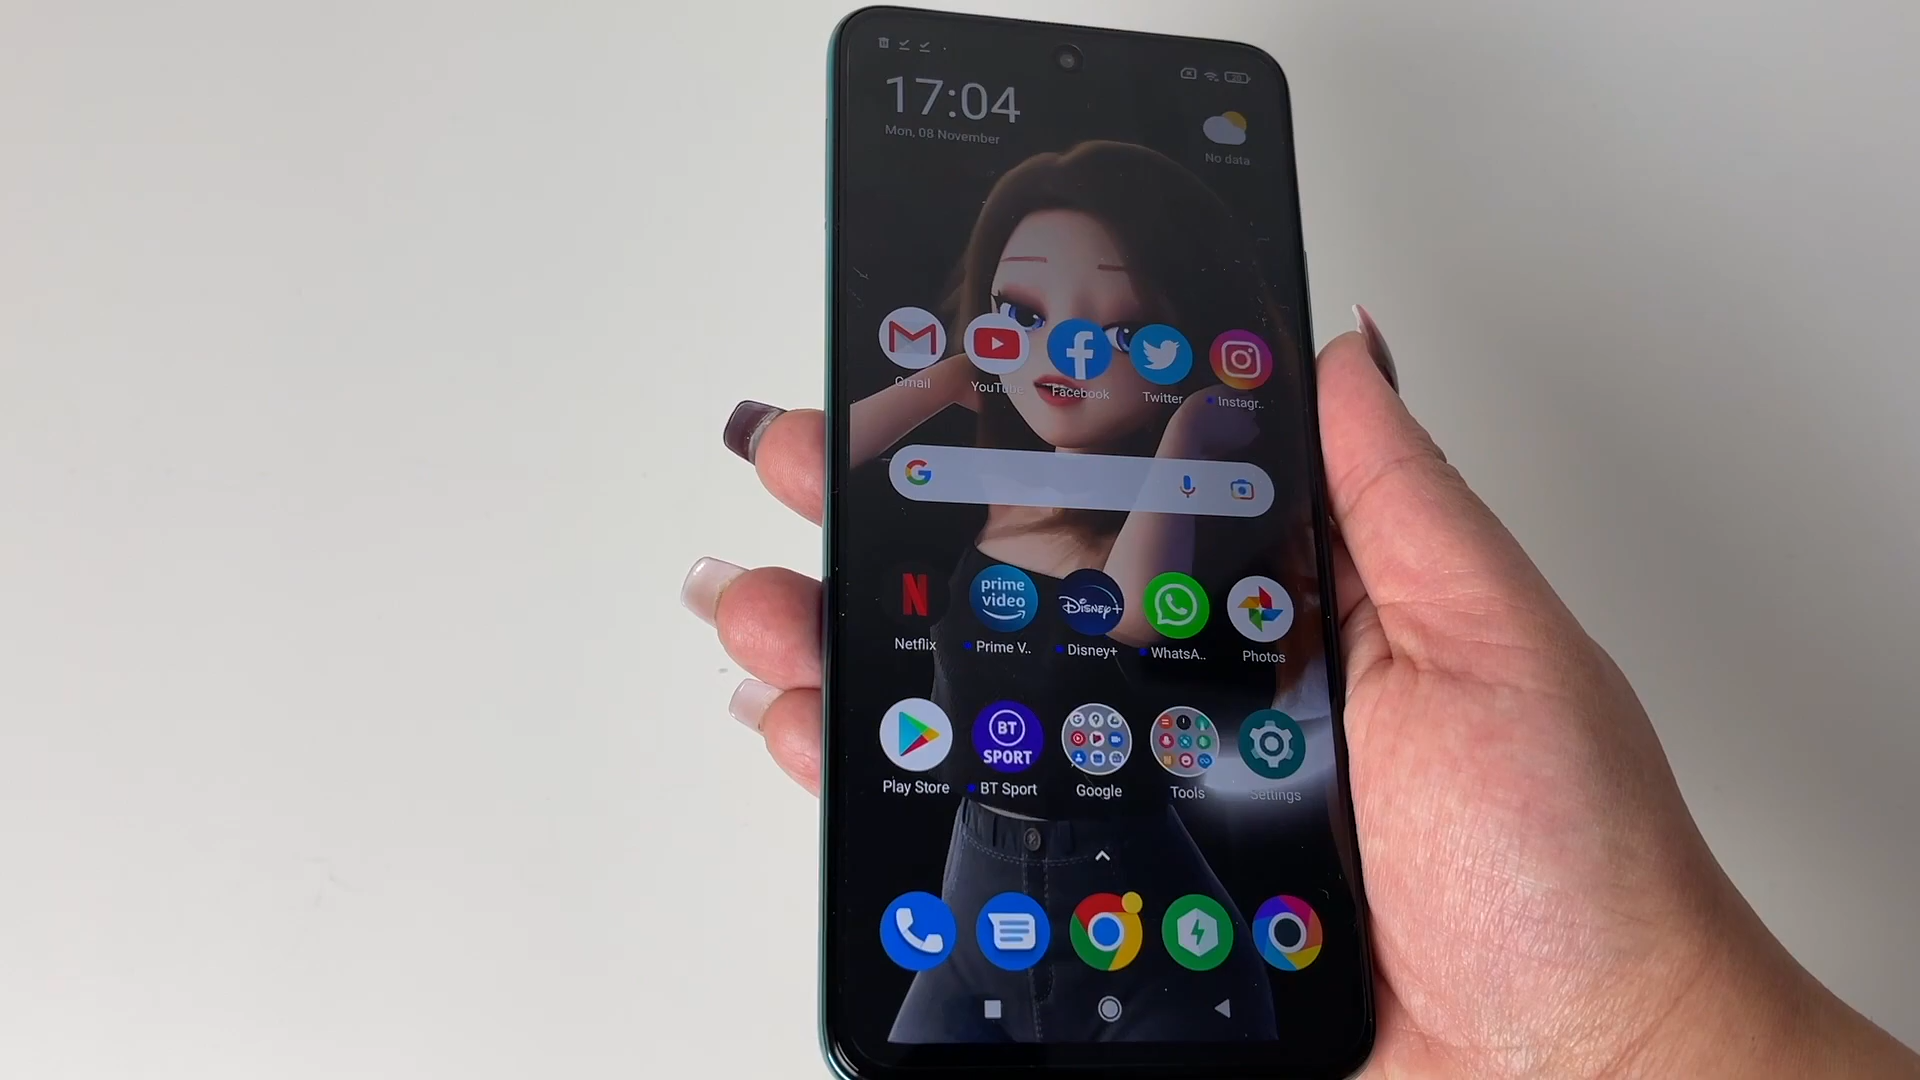 17:04
Mon, 08 November
No data
Gmail
YouTube
Facebook
Twitter
Instagr..
prime
video
DISNEY+
Netflix
Prime V..
Disney+
WhatsA..
Photos
BT
SPORT
Play Store
BT Sport
Google
Tools
Settings